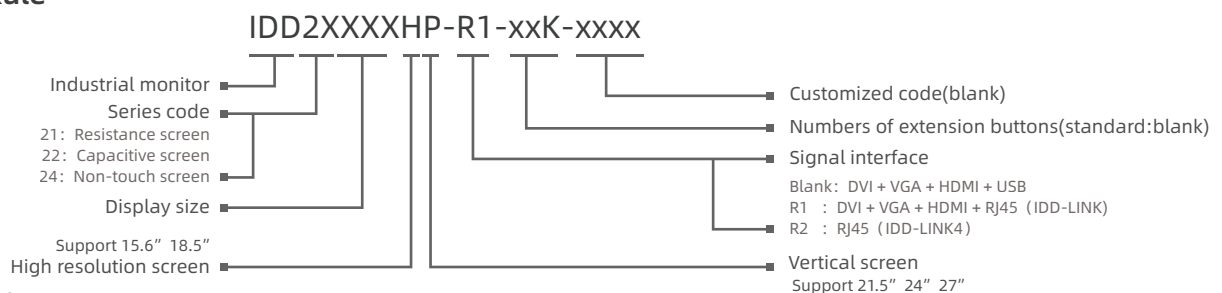 IDD2XXXXHP-R1-xxK-xxxx
Industrial monitor
Series code
21: Resistance screen
22: Capacitive screen
24: Non-touch screen
Display size
Support 15.6" 18.5"
High resolution screen
Customized code(blank)
Numbers of extension buttons(standard:blank)
Signal interface
Blank: DVI + VGA + HDMI + USB
R1 : DVI + VGA + HDMI + RJ45 (IDD-LINK)
R2 : RJ45 (IDD-LINK4)
Vertical screen
Support 21.5" 24" 27"